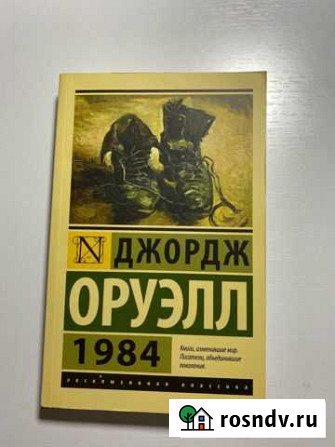 N ДЖОРДЖ
ОРУЭЛЛ
1984
Книги, изменившие мир.
Писатели, объединившие
поколения.
ЭКСКЛЮЗИВНАЯ КЛАССИКА
rosndv.ru